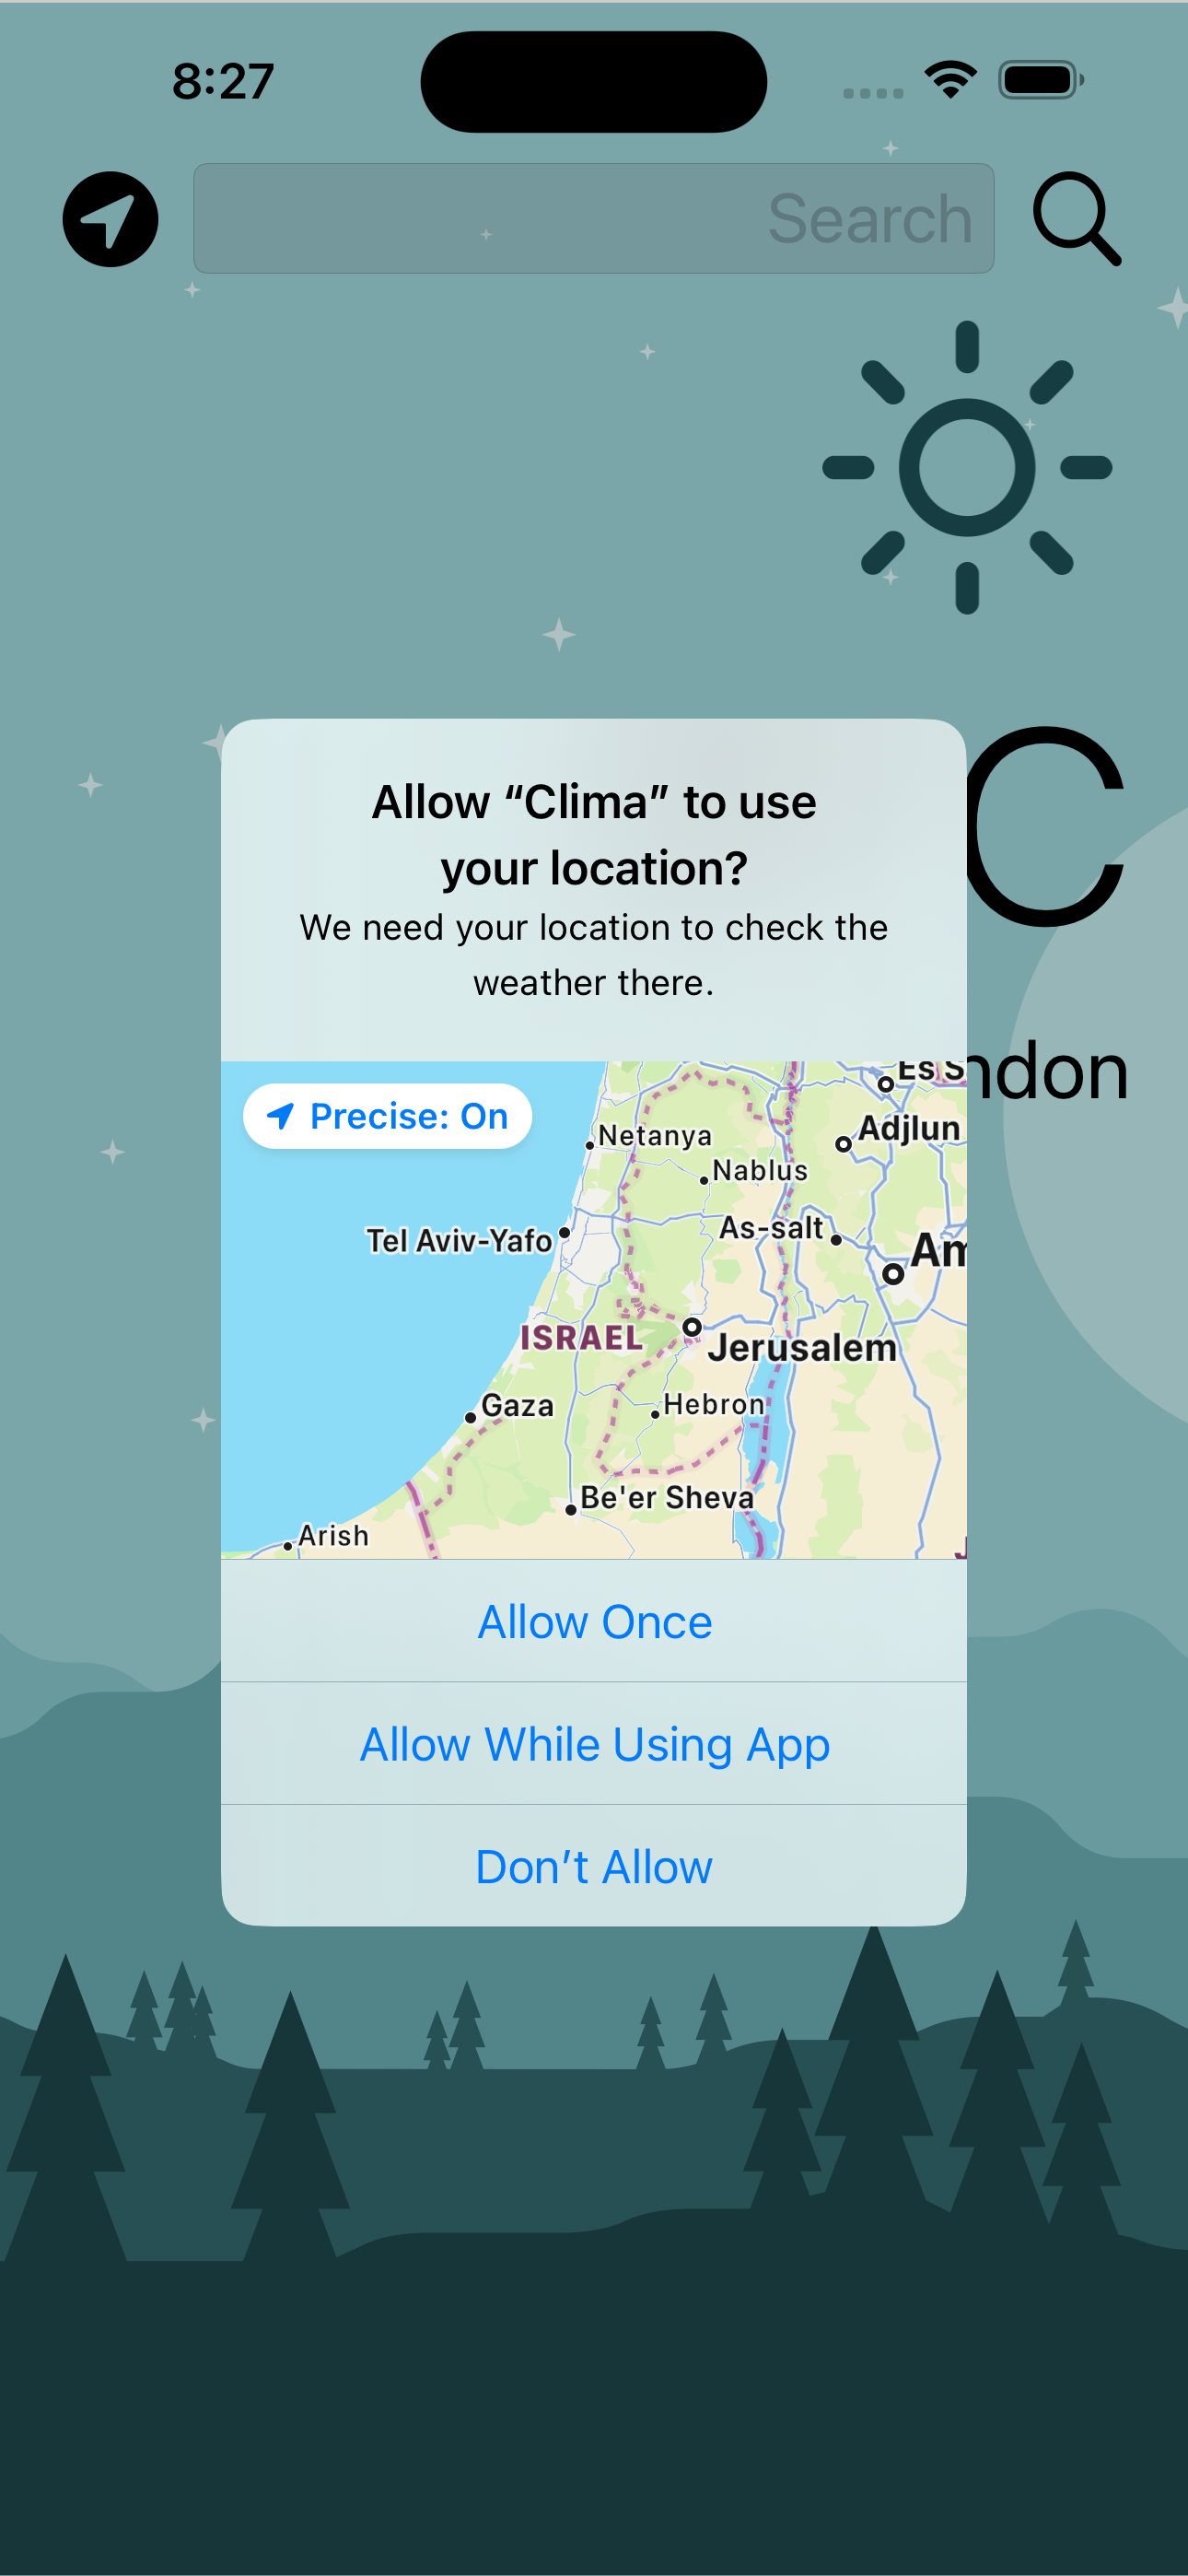 8:27
Search
C
ndon
Allow “Clima” to use
your location?
We need your location to check the
weather there.
Precise: On
Es S
Netanya
Adjlun
Nablus
Tel Aviv-Yafo
As-salt
Am
ISRAEL
Jerusalem
Gaza
Hebron
Be'er Sheva
Arish
J
Allow Once
Allow While Using App
Don’t Allow